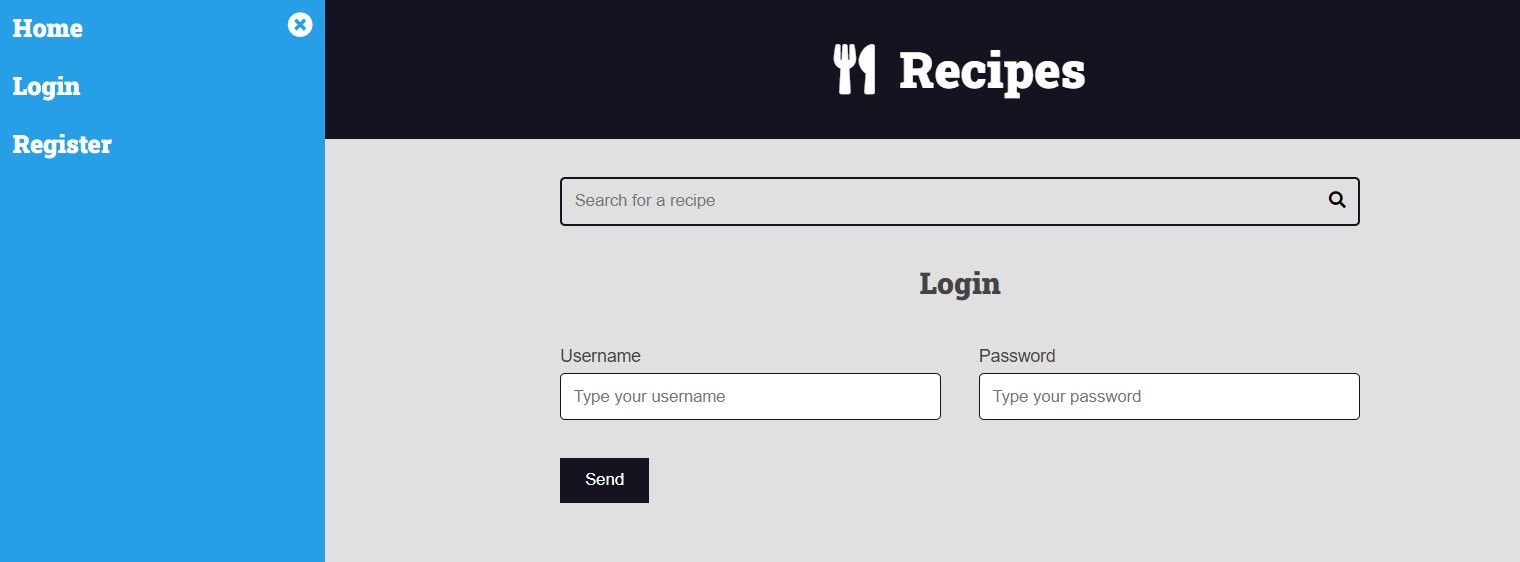 Home
Login
Register
Recipes
Search for a recipe
Login
Username
Password
Type your username
Type your password
Send